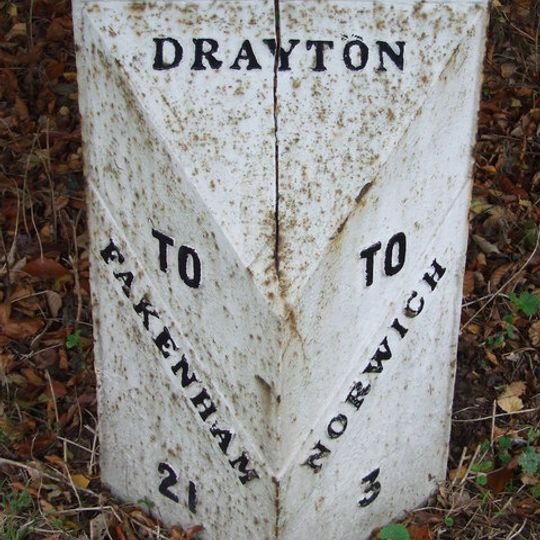 DRAYTON
TO
FAKENHAM
21
TO
NORWICH
3